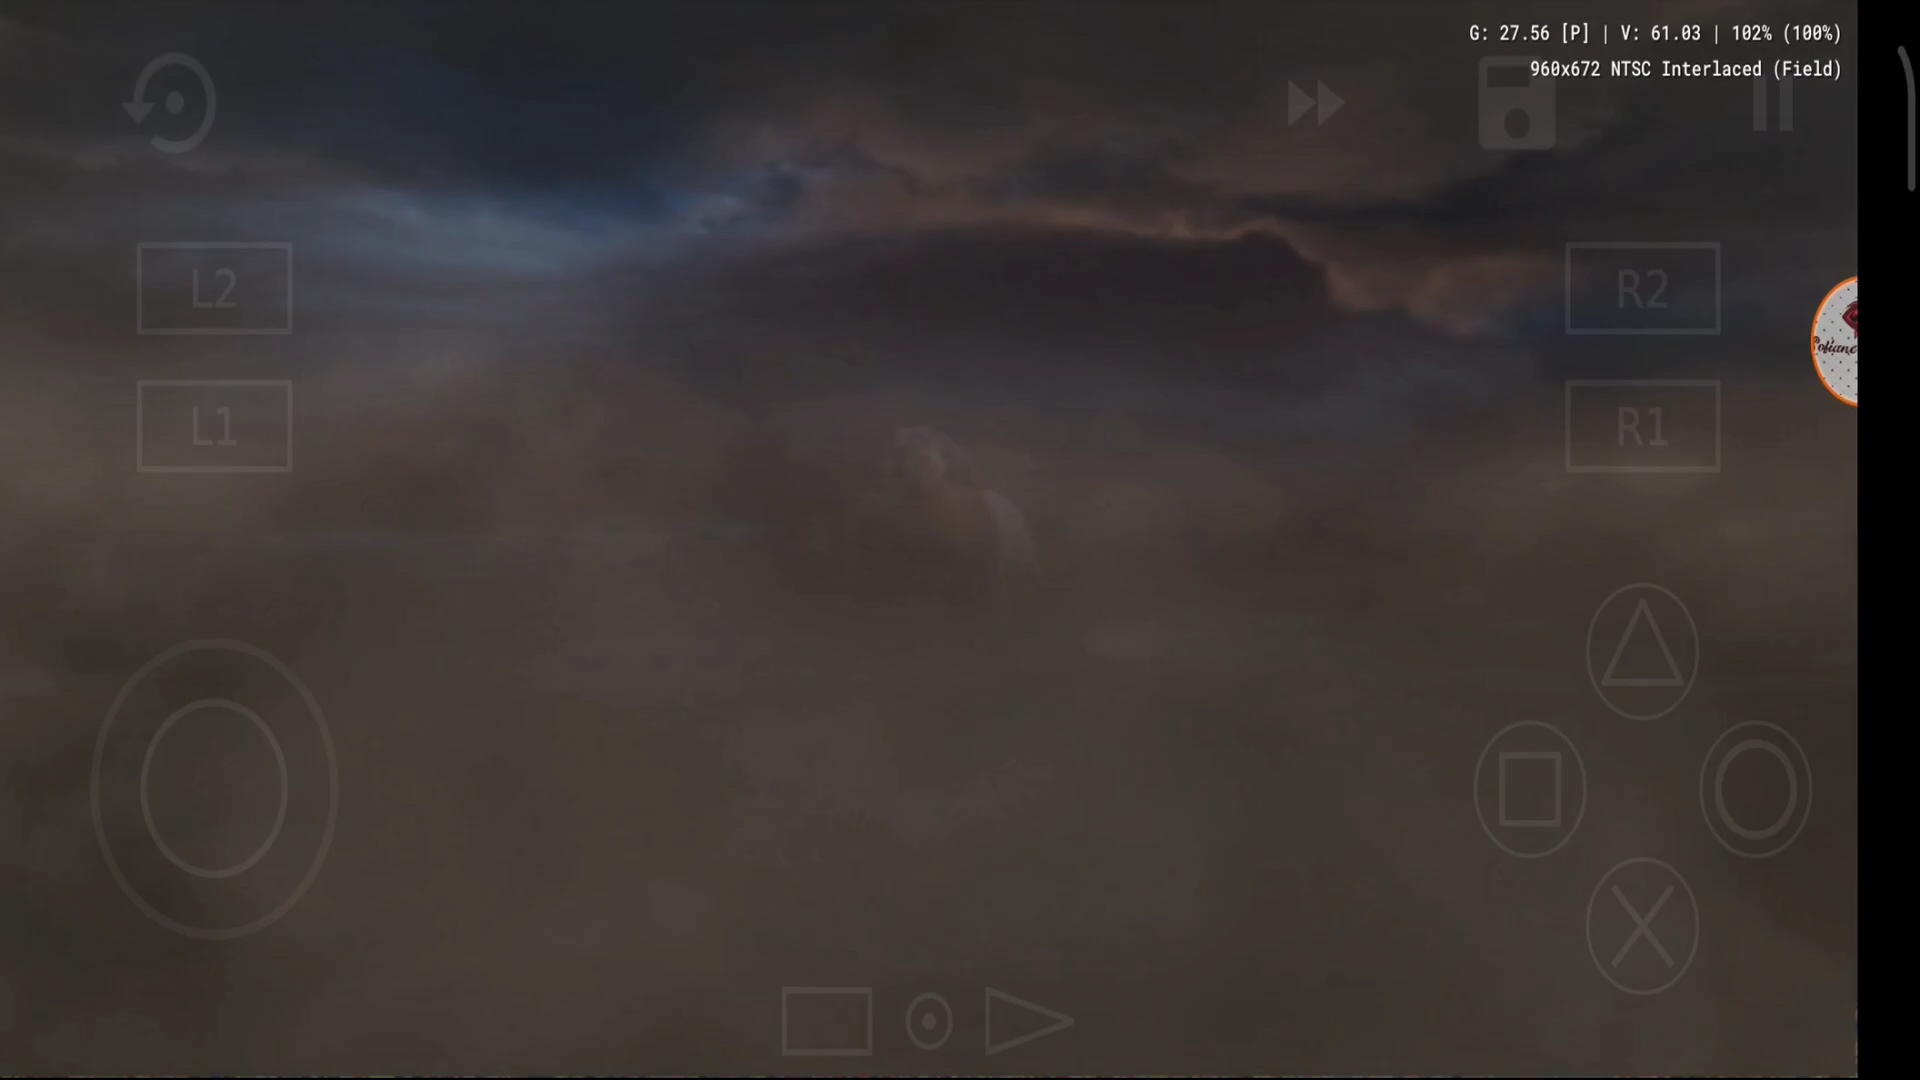 G: 27.56 [P] | V: 61.03 | 102% (100%)
960x672 NTSC Interlaced (Field)
L2
R2
L1
R1